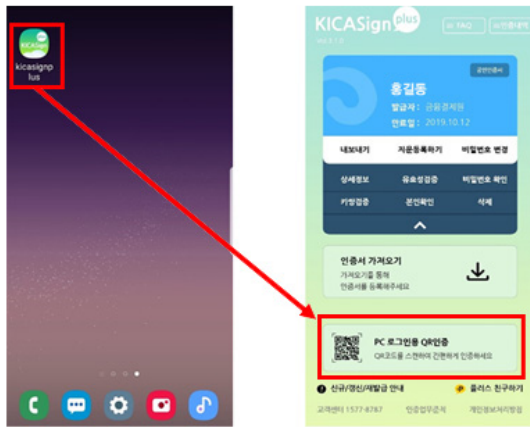 KICASign
kicasignp
lus
KICASign plus
FAQ
공인인증서
홍길동
발급자 : 금융결제원
만료일 : 2019.10.12
내보내기 지문등록하기 비밀번호 변경
상세정보 유효성검증 비밀번호 확인
키쌍검증 본인확인 삭제
인증서 가져오기
가져오기를 통해
인증서를 등록해주세요
PC 로그인용 QR인증
QR코드를 스캔하여 간편하게 인증하세요
신규/갱신/재발급 안내 플러스 친구하기
고객센터 1577-8787 인증업무준칙 개인정보처리방침